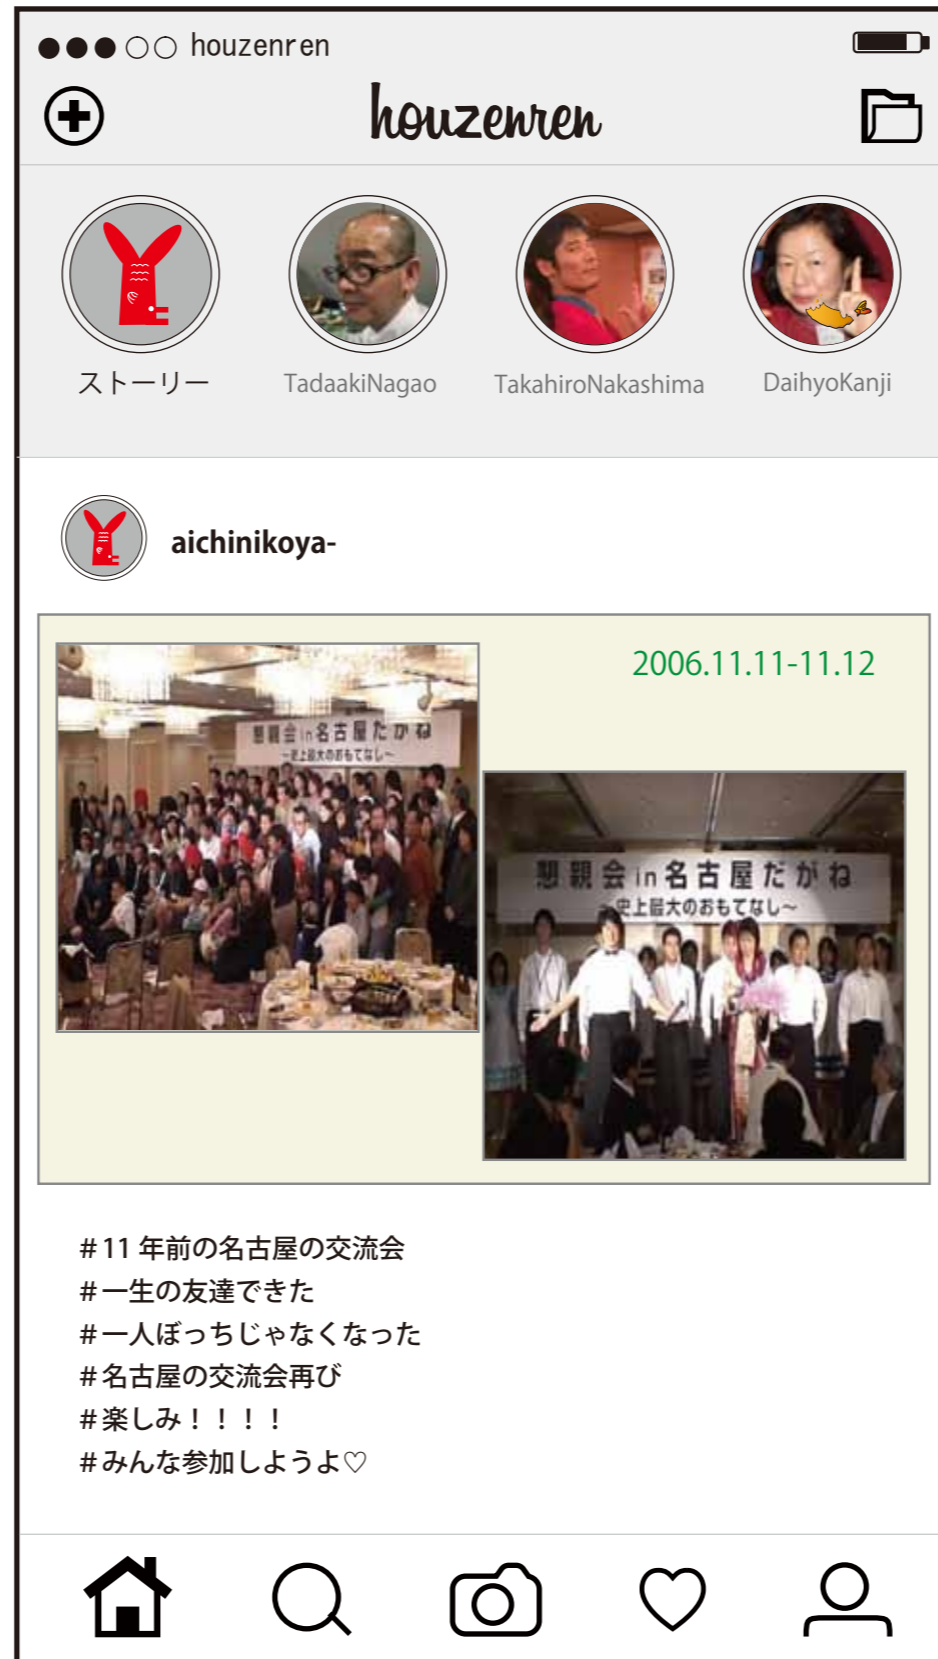 ●●●○○ houzenren
houzenren
ストーリー
TadaakiNagao
TakahiroNakashima
DaihyoKanji
aichinikoya-
2006.11.11-11.12
懇親会in名古屋だがね
～史上最大のおもてなし～
懇親会in名古屋だがね
～史上最大のおもてなし～
#11 年前の名古屋の交流会
#一生の友達できた
#一人ぼっちじゃなくなった
#名古屋の交流会再び
#楽しみ！！！！
#みんな参加しようよ♡